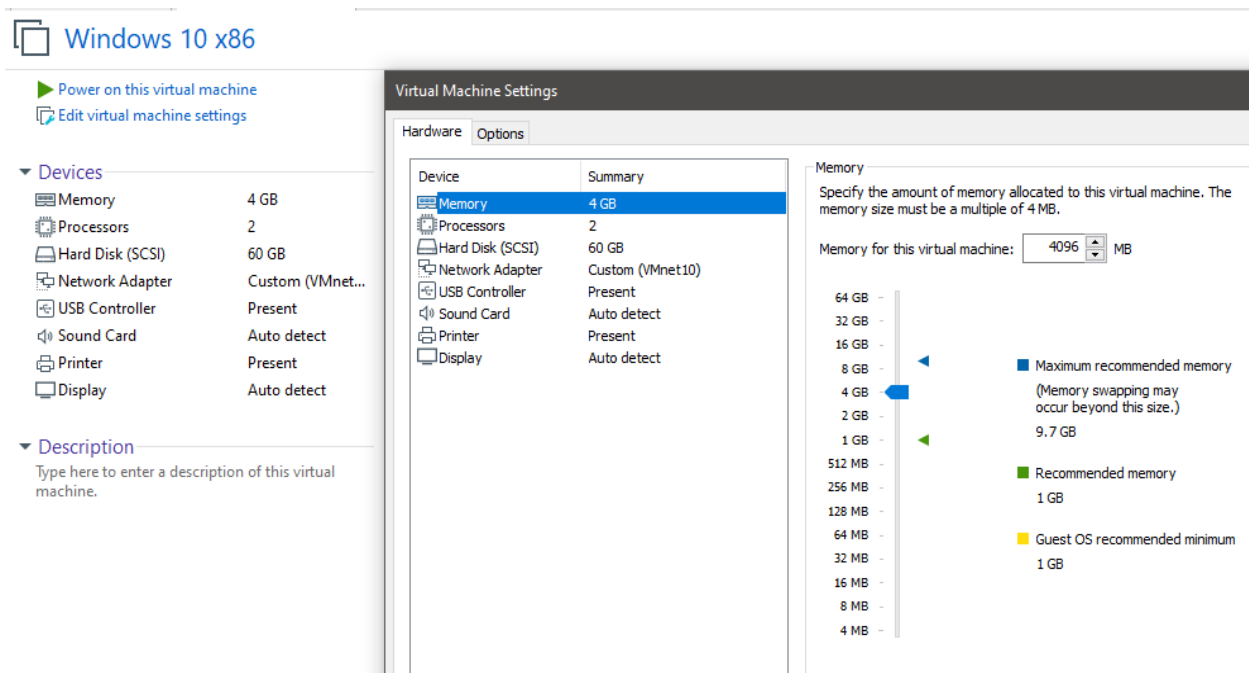 Windows 10 x86
Power on this virtual machine
Edit virtual machine settings
Devices
Memory 4 GB
Processors 2
Hard Disk (SCSI) 60 GB
Network Adapter Custom (VMnet...
USB Controller Present
Sound Card Auto detect
Printer Present
Display Auto detect
Description
Type here to enter a description of this virtual
machine.
Virtual Machine Settings
Hardware Options
Device Summary
Memory 4 GB
Processors 2
Hard Disk (SCSI) 60 GB
Network Adapter Custom (VMnet10)
USB Controller Present
Sound Card Auto detect
Printer Present
Display Auto detect
Memory
Specify the amount of memory allocated to this virtual machine. The
memory size must be a multiple of 4 MB.
Memory for this virtual machine: 4096 MB
64 GB
32 GB
16 GB
8 GB
4 GB
2 GB
1 GB
512 MB
256 MB
128 MB
64 MB
32 MB
16 MB
8 MB
4 MB
Maximum recommended memory
(Memory swapping may
occur beyond this size.)
9.7 GB
Recommended memory
1 GB
Guest OS recommended minimum
1 GB